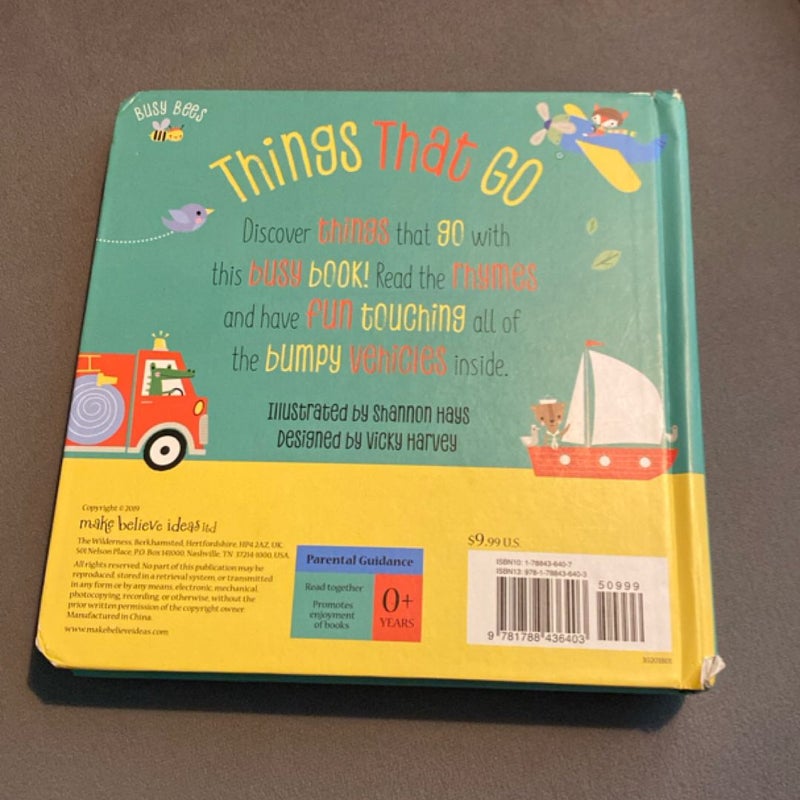 Busy Bees
Things That Go
Discover things that go with
this busy book! Read the rhymes
and have fun touching all of
the bumpy vehicles inside.
Illustrated by Shannon Hays
Designed by Vicky Harvey
Copyright © 2019
make believe ideas ltd
The Wilderness, Berkhamsted, Hertfordshire, HP4 2AZ, UK.
501 Nelson Place, P.O. Box 141000, Nashville, TN 37214-1000, USA.
All rights reserved. No part of this publication may be
reproduced, stored in a retrieval system, or transmitted
in any form or by any means, electronic, mechanical,
photocopying, recording, or otherwise, without the
prior written permission of the copyright owner.
Manufactured in China.
www.makebelieveideas.com
Parental Guidance
Read together
Promotes
enjoyment
of books
0+
YEARS
$9.99 U.S.
ISBN10: 1-78843-640-7
ISBN13: 978-1-78843-640-3
50999
9 781788 436403